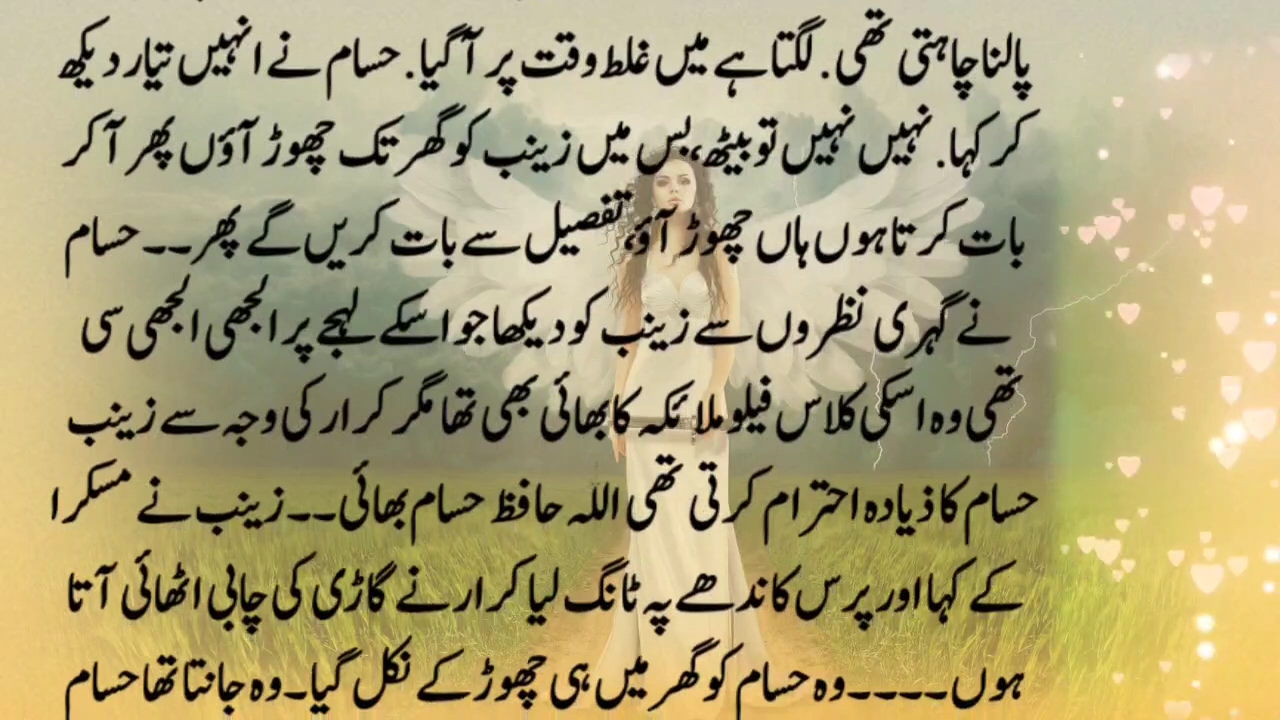 پالنا چاہتی تھی. لگتا ہے میں غلط وقت پر آ گیا. حسام نے انہیں تیار دیکھ
کر کہا. نہیں نہیں تو بیٹھ، بس میں زینب کو گھر تک چھوڑ آؤں پھر آ کر
بات کرتا ہوں ہاں چھوڑ آؤ، تفصیل سے بات کریں گے پھر۔۔ حسام
نے گہری نظروں سے زینب کو دیکھا جو اسکے لہجے پر الجھی الجھی سی
تھی وہ اسکی کلاس فیلو ملائکہ کا بھائی بھی تھا مگر کرار کی وجہ سے زینب
حسام کا ذیادہ احترام کرتی تھی اللہ حافظ حسام بھائی۔۔ زینب نے مسکرا
کے کہا اور پرس کاندھے پہ ٹانگ لیا کرار نے گاڑی کی چابی اٹھائی آتا
ہوں۔۔۔۔ وہ حسام کو گھر میں ہی چھوڑ کے نکل گیا۔ وہ جانتا تھا حسام